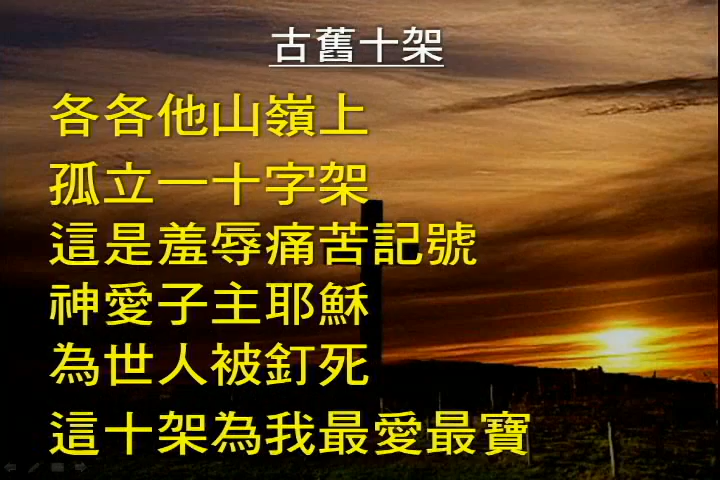 古舊十架
各各他山嶺上
孤立一十字架
這是羞辱痛苦記號
神愛子主耶穌
為世人被釘死
這十架為我最愛最寶